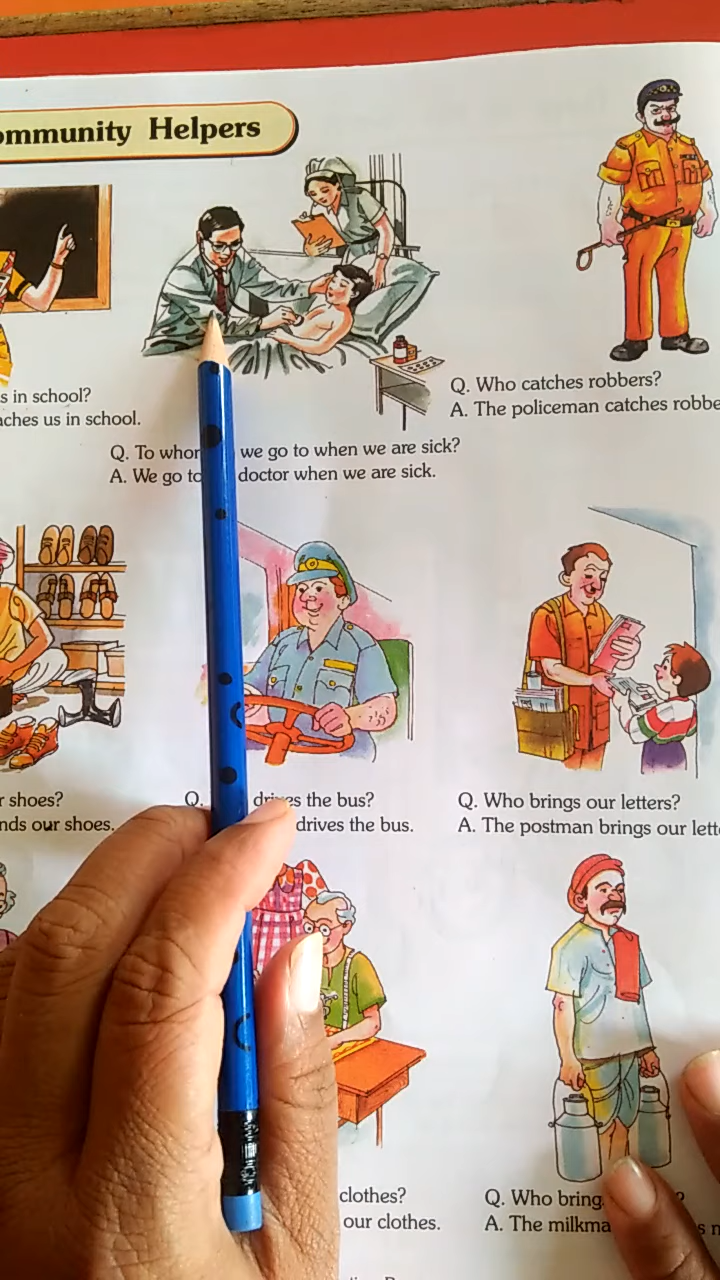 ommunity Helpers
s in school?
aches us in school.
Q. Who catches robbers?
A. The policeman catches robbe
Q. To whor we go to when we are sick?
A. We go to doctor when we are sick.
r shoes?
nds our shoes.
Q. drives the bus?
drives the bus.
Q. Who brings our letters?
A. The postman brings our lett
clothes?
our clothes.
Q. Who bring ?
A. The milkma s